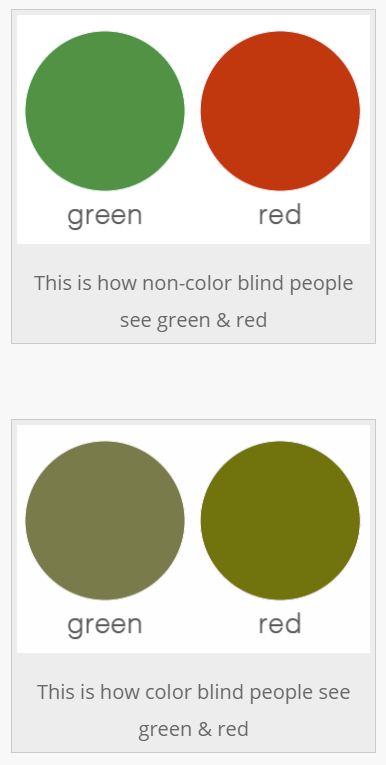 green red
This is how non-color blind people
see green & red
green red
This is how color blind people see
green & red